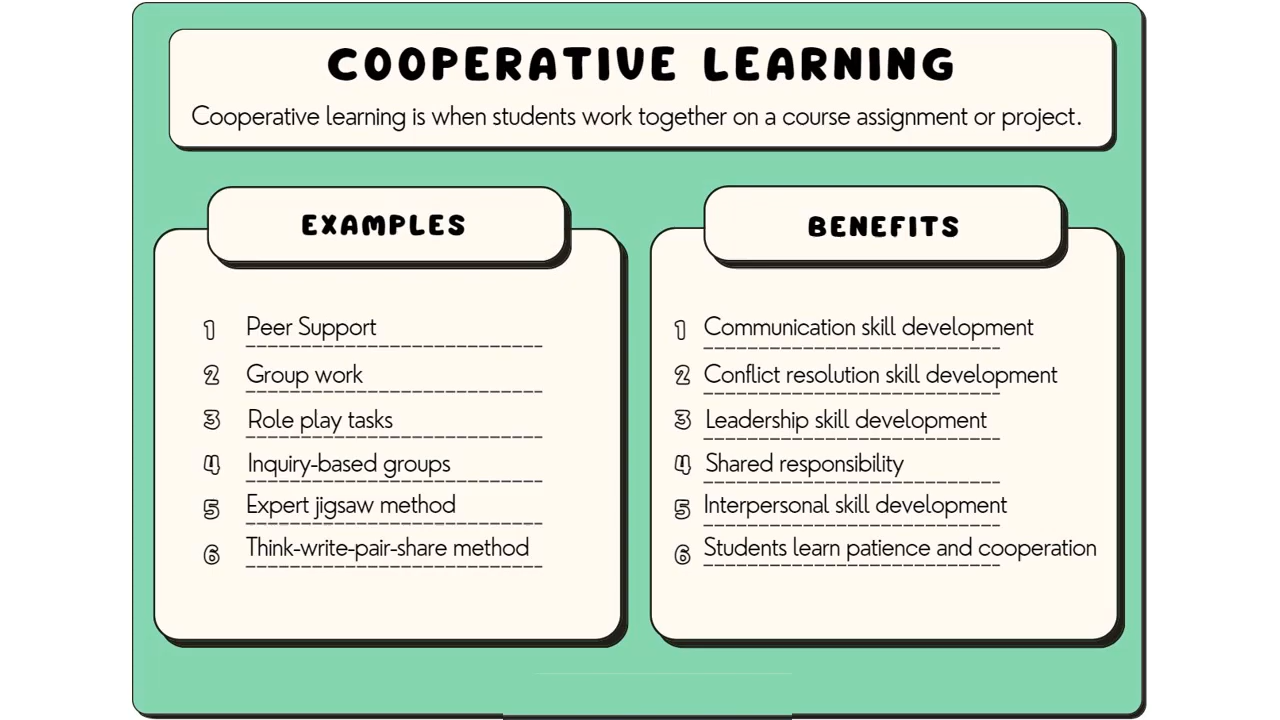 COOPERATIVE LEARNING
Cooperative learning is when students work together on a course assignment or project.
EXAMPLES
1 Peer Support
2 Group work
3 Role play tasks
4 Inquiry-based groups
5 Expert jigsaw method
6 Think-write-pair-share method
BENEFITS
1 Communication skill development
2 Conflict resolution skill development
3 Leadership skill development
4 Shared responsibility
5 Interpersonal skill development
6 Students learn patience and cooperation